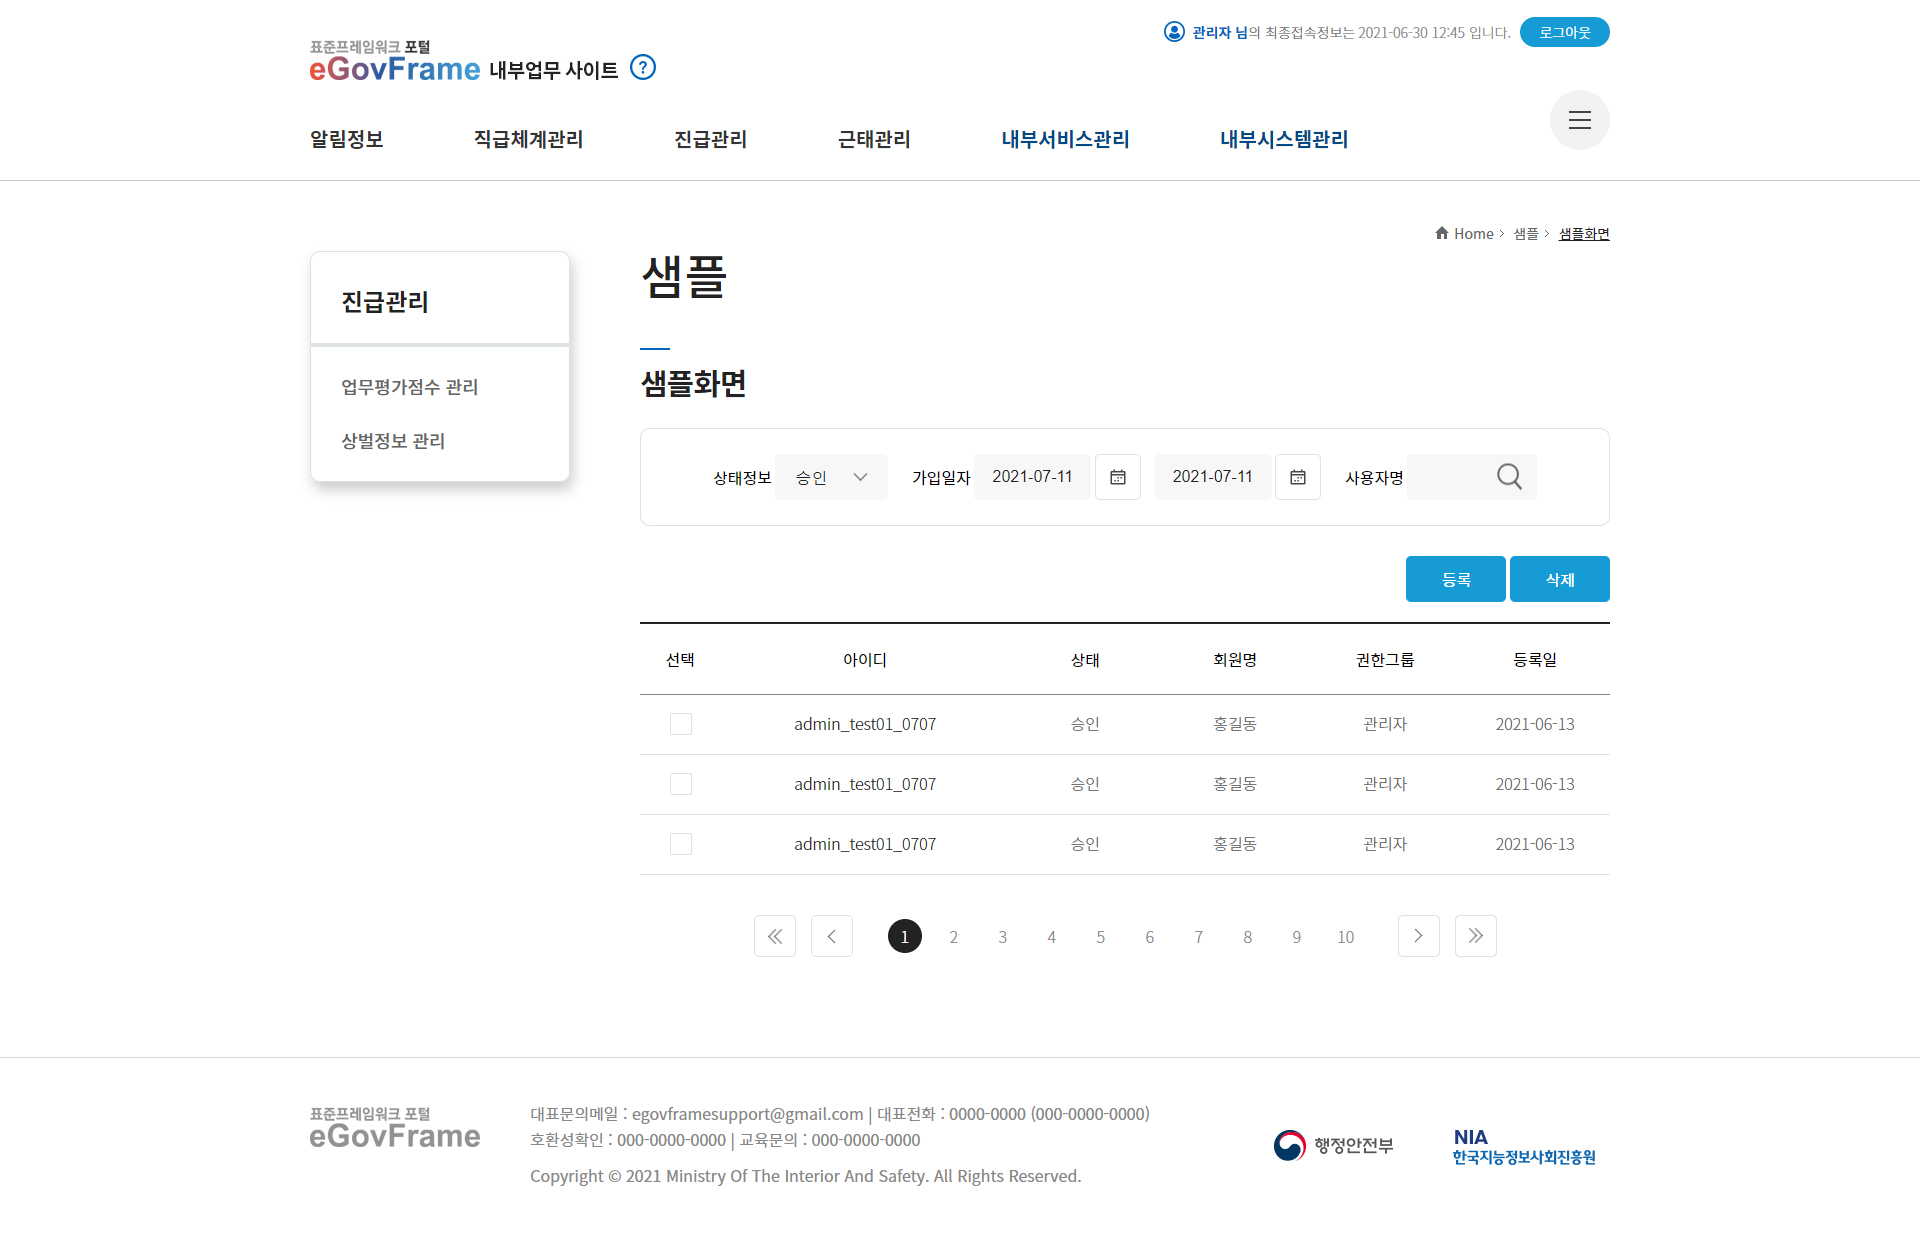 관리자 님의 최종접속정보는 2021-06-30 12:45 입니다.
로그아웃
표준프레임워크 포털
eGovFrame 내부업무 사이트 ?
알림정보 직급체계관리 진급관리 근태관리 내부서비스관리 내부시스템관리
Home > 샘플 > 샘플화면
진급관리
업무평가점수 관리
상벌정보 관리
샘플
샘플화면
상태정보 승인 가입일자 2021-07-11 2021-07-11 사용자명
등록 삭제
선택 아이디 상태 회원명 권한그룹 등록일
admin_test01_0707 승인 홍길동 관리자 2021-06-13
admin_test01_0707 승인 홍길동 관리자 2021-06-13
admin_test01_0707 승인 홍길동 관리자 2021-06-13
1 2 3 4 5 6 7 8 9 10
표준프레임워크 포털
eGovFrame
대표문의메일 : egovframesupport@gmail.com | 대표전화 : 0000-0000 (000-0000-0000)
호환성확인 : 000-0000-0000 | 교육문의 : 000-0000-0000
Copyright © 2021 Ministry Of The Interior And Safety. All Rights Reserved.
행정안전부
NIA
한국지능정보사회진흥원